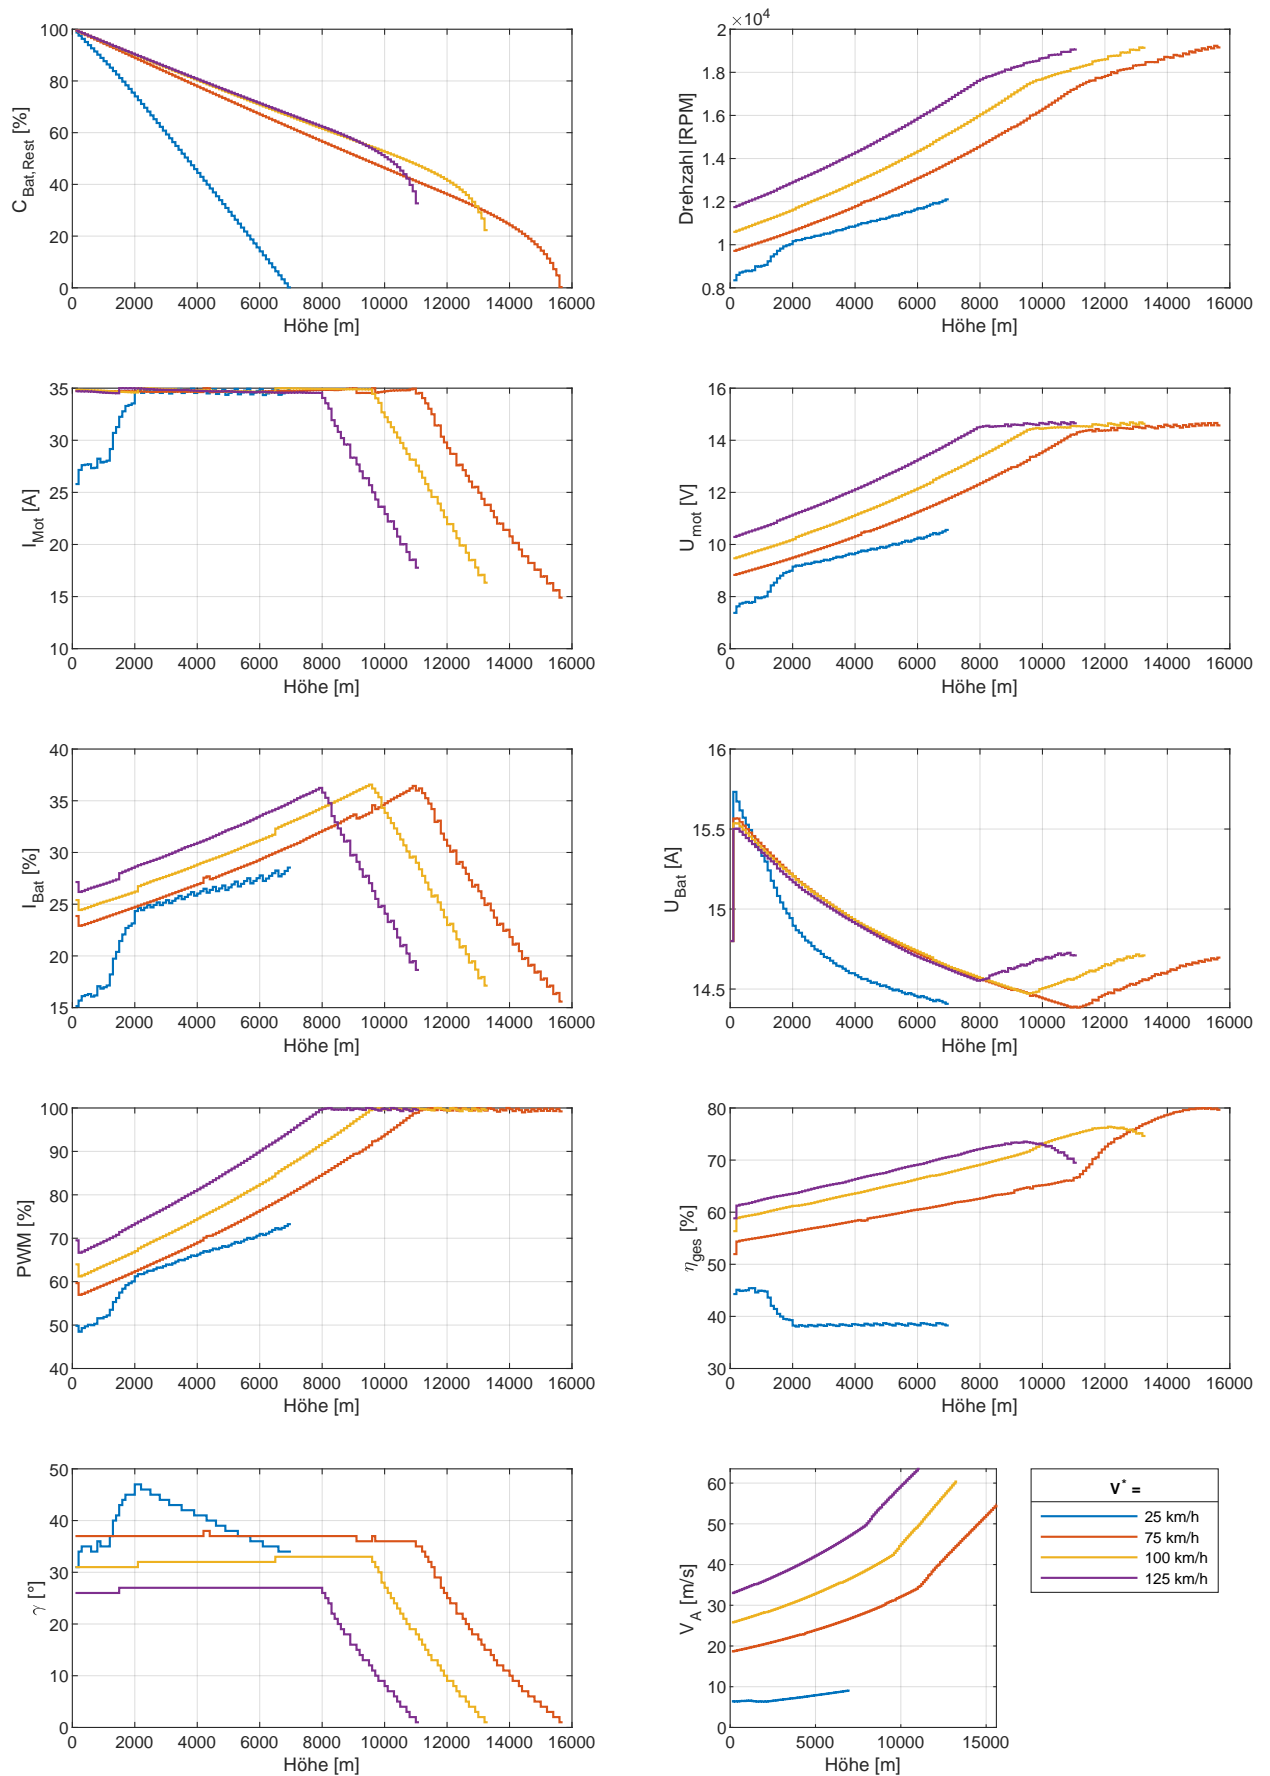 C_Bat,Rest [%]
100
80
60
40
20
0
0 2000 4000 6000 8000 10000 12000 14000 16000
Höhe [m]
×10^4
Drehzahl [RPM]
2
1.8
1.6
1.4
1.2
1
0.8
0 2000 4000 6000 8000 10000 12000 14000 16000
Höhe [m]
I_Mot [A]
35
30
25
20
15
10
0 2000 4000 6000 8000 10000 12000 14000 16000
Höhe [m]
U_mot [V]
16
14
12
10
8
6
0 2000 4000 6000 8000 10000 12000 14000 16000
Höhe [m]
I_Bat [%]
40
35
30
25
20
15
0 2000 4000 6000 8000 10000 12000 14000 16000
Höhe [m]
U_Bat [A]
16
15.5
15
14.5
0 2000 4000 6000 8000 10000 12000 14000 16000
Höhe [m]
PWM [%]
100
90
80
70
60
50
40
0 2000 4000 6000 8000 10000 12000 14000 16000
Höhe [m]
η_ges [%]
80
70
60
50
40
30
0 2000 4000 6000 8000 10000 12000 14000 16000
Höhe [m]
γ [°]
50
40
30
20
10
0
0 2000 4000 6000 8000 10000 12000 14000 16000
Höhe [m]
V_A [m/s]
60
50
40
30
20
10
0
0 5000 10000 15000
Höhe [m]
V* =
25 km/h
75 km/h
100 km/h
125 km/h